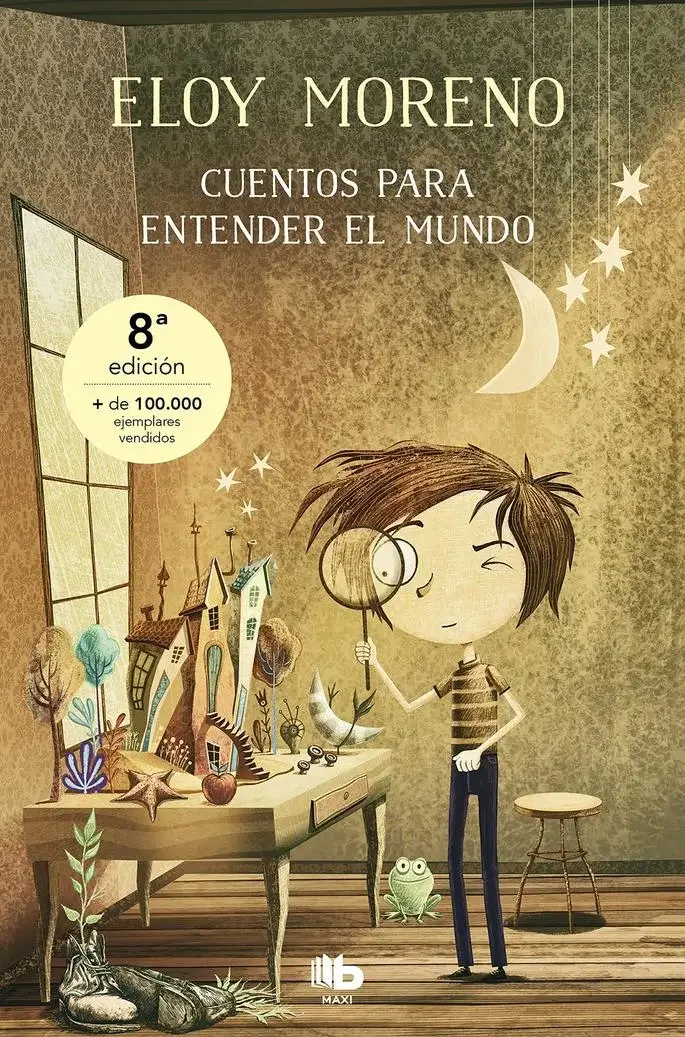 ELOY MORENO
CUENTOS PARA
ENTENDER EL MUNDO
8ª
edición
+ de 100.000
ejemplares
vendidos
b
MAXI